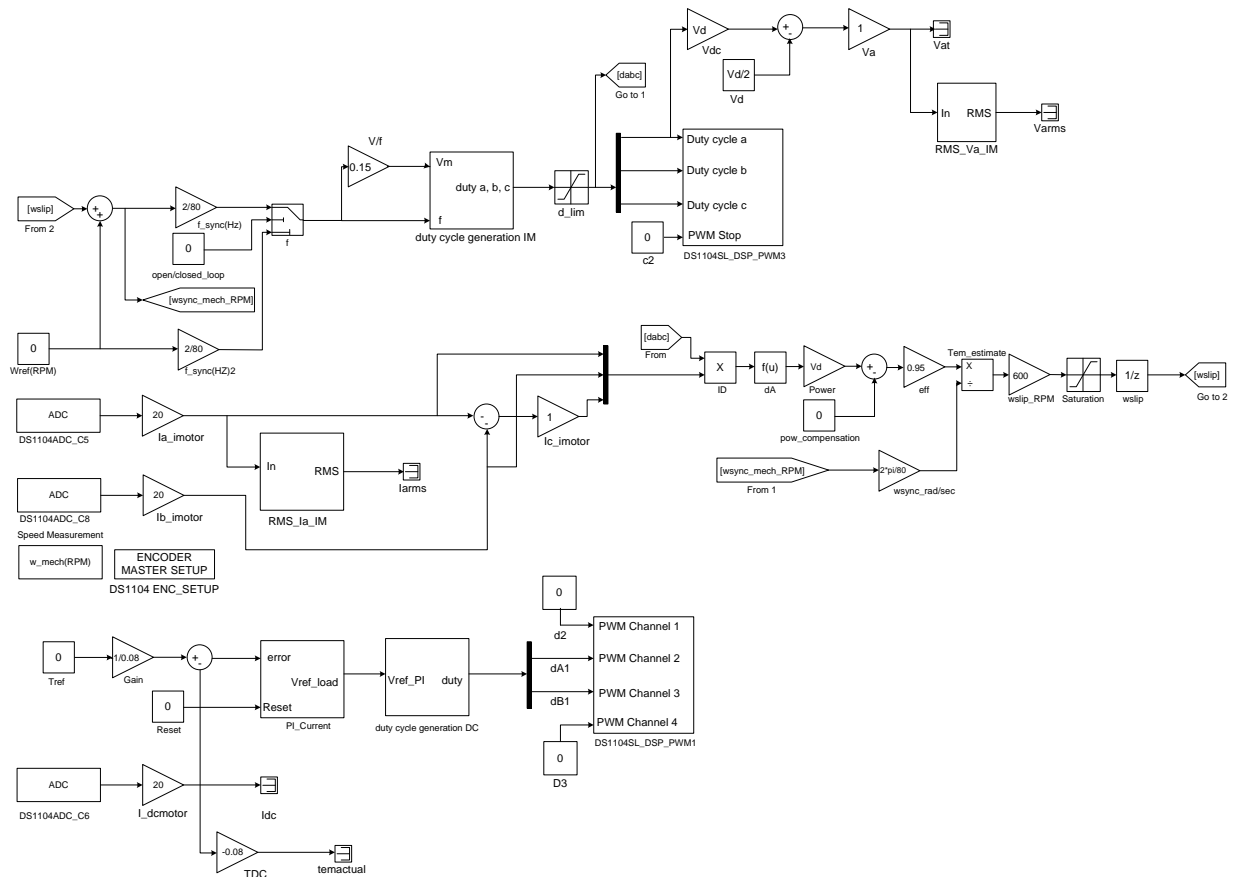 Vd
Vdc
+
-
1
Va
Vat
[dabc]
Go to 1
Vd/2
Vd
In
RMS
RMS_Va_IM
Varms
V/f
0.15
Vm
duty a, b, c
f
duty cycle generation IM
d_lim
Duty cycle a
Duty cycle b
Duty cycle c
PWM Stop
DS1104SL_DSP_PWM3
0
c2
[wslip]
From 2
+
+
2/80
f_sync(Hz)
0
open/closed_loop
f
[wsync_mech_RPM]
0
Wref(RPM)
2/80
f_sync(HZ)2
[dabc]
From
X
ID
f(u)
dA
Vd
Power
+
-
0
pow_compensation
0.95
eff
Tem_estimate
X
÷
600
wslip_RPM
Saturation
1/z
wslip
[wslip]
Go to 2
[wsync_mech_RPM]
From 1
2*pi/80
wsync_rad/sec
ADC
DS1104ADC_C5
20
Ia_imotor
-
-
1
Ic_imotor
In
RMS
RMS_Ia_IM
Iarms
ADC
DS1104ADC_C8
20
Ib_imotor
Speed Measurement
w_mech(RPM)
ENCODER
MASTER SETUP
DS1104 ENC_SETUP
0
Tref
1/0.08
Gain
+
-
0
Reset
error
Vref_load
Reset
PI_Current
Vref_PI
duty
duty cycle generation DC
0
d2
dA1
dB1
PWM Channel 1
PWM Channel 2
PWM Channel 3
PWM Channel 4
DS1104SL_DSP_PWM1
0
D3
ADC
DS1104ADC_C6
20
I_dcmotor
Idc
-0.08
TDC
temactual